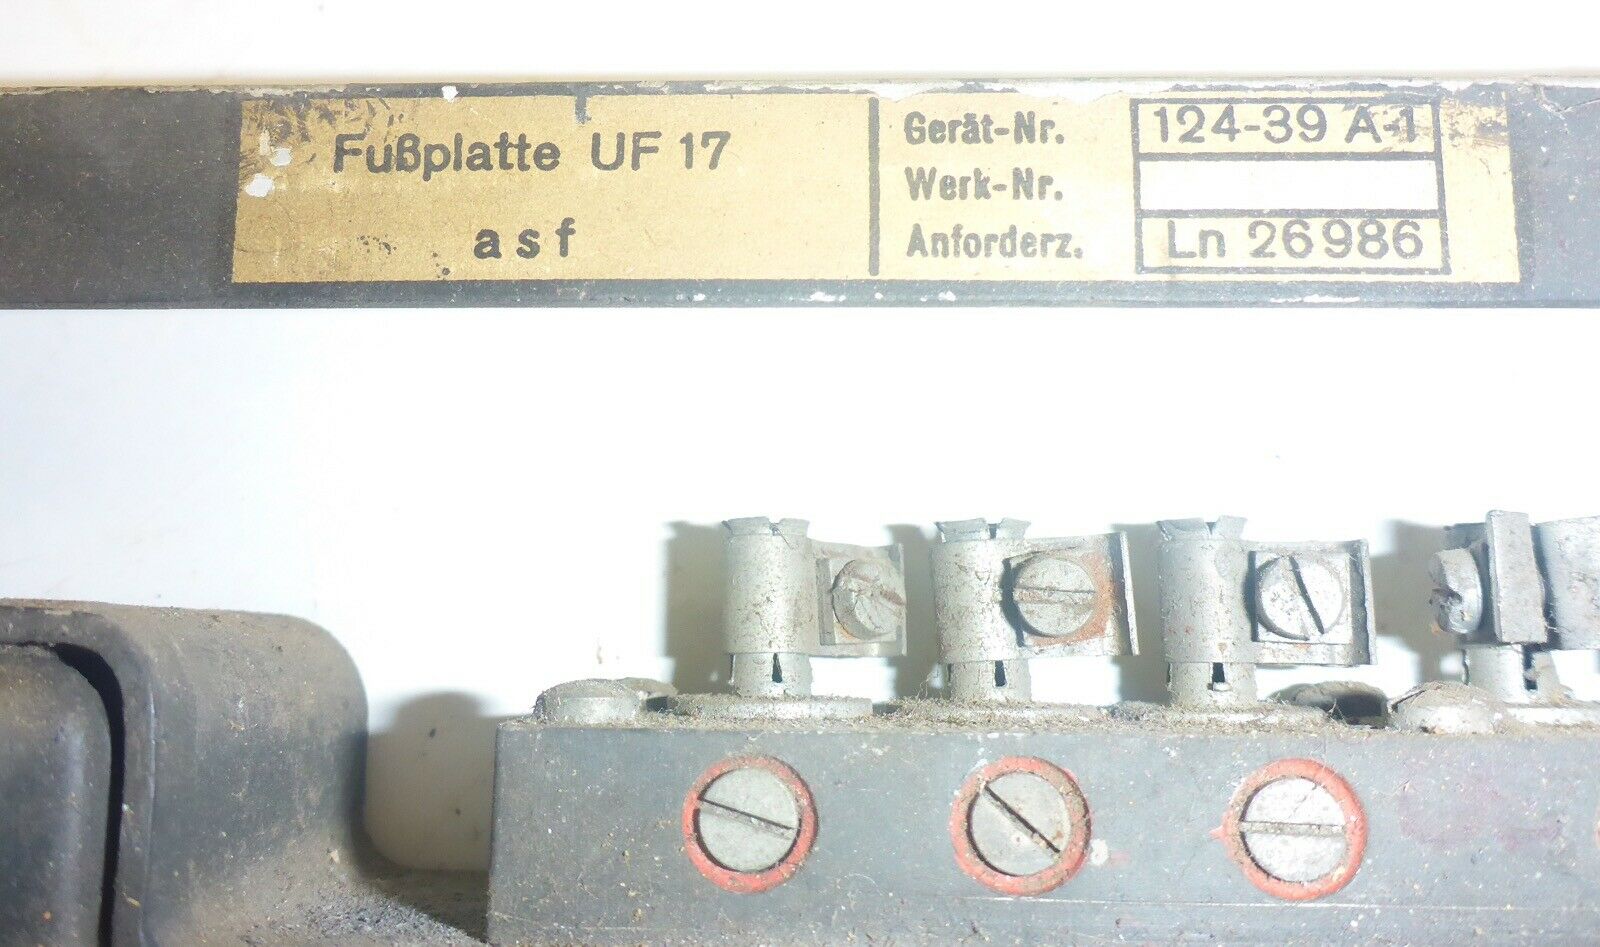 Fußplatte UF 17
asf
Gerät-Nr. 124-39 A-1
Werk-Nr.
Anforderz. Ln 26986